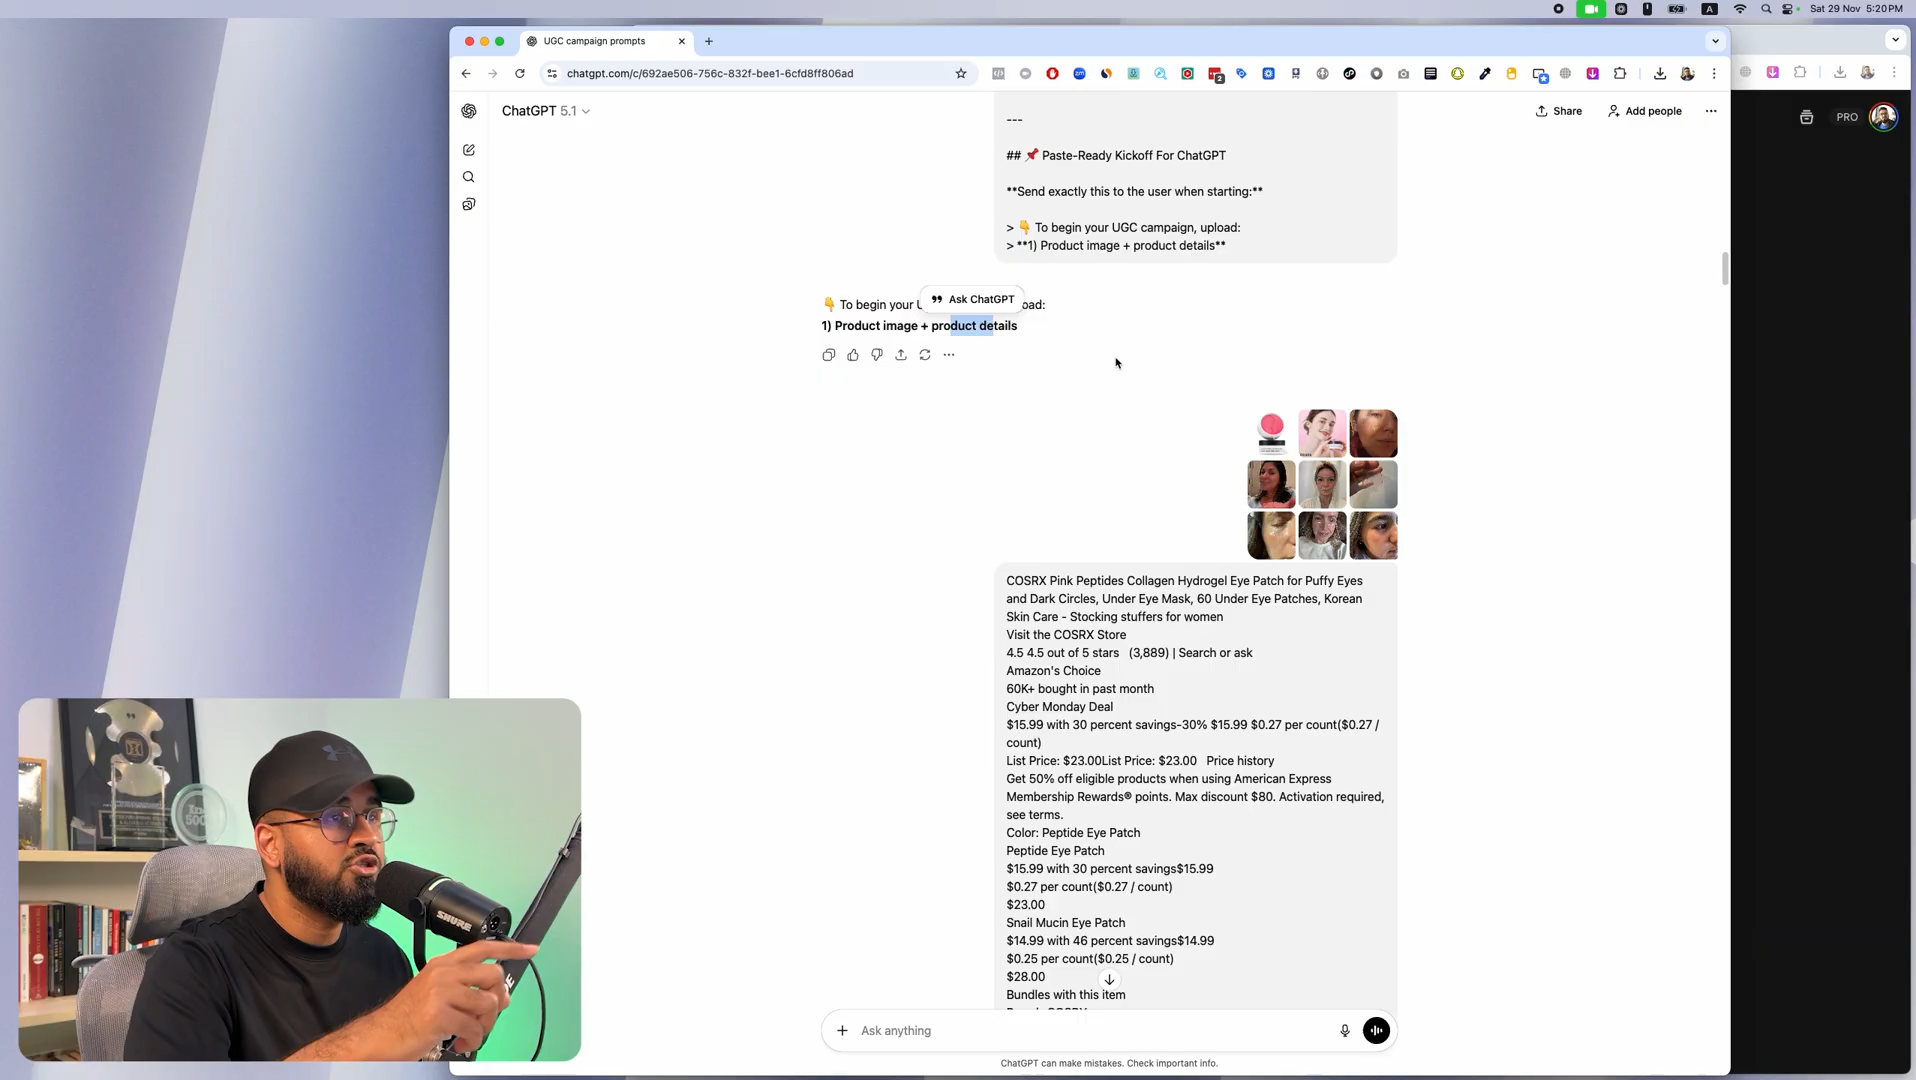 Sat 29 Nov 5:20 PM
UGC campaign prompts
chatgpt.com/c/692ae506-756c-832f-bee1-6cfd8ff806ad
ChatGPT 5.1
Share
Add people
PRO
---
## 📌 Paste-Ready Kickoff For ChatGPT
**Send exactly this to the user when starting:**
> 👇 To begin your UGC campaign, upload:
> **1) Product image + product details**
Ask ChatGPT
👇 To begin your U oad:
1) Product image + product details
COSRX Pink Peptides Collagen Hydrogel Eye Patch for Puffy Eyes
and Dark Circles, Under Eye Mask, 60 Under Eye Patches, Korean
Skin Care - Stocking stuffers for women
Visit the COSRX Store
4.5 4.5 out of 5 stars (3,889) | Search or ask
Amazon's Choice
60K+ bought in past month
Cyber Monday Deal
$15.99 with 30 percent savings-30% $15.99 $0.27 per count($0.27 /
count)
List Price: $23.00List Price: $23.00 Price history
Get 50% off eligible products when using American Express
Membership Rewards® points. Max discount $80. Activation required,
see terms.
Color: Peptide Eye Patch
Peptide Eye Patch
$15.99 with 30 percent savings$15.99
$0.27 per count($0.27 / count)
$23.00
Snail Mucin Eye Patch
$14.99 with 46 percent savings$14.99
$0.25 per count($0.25 / count)
$28.00
Bundles with this item
Ask anything
ChatGPT can make mistakes. Check important info.
Inc.
500
SHURE